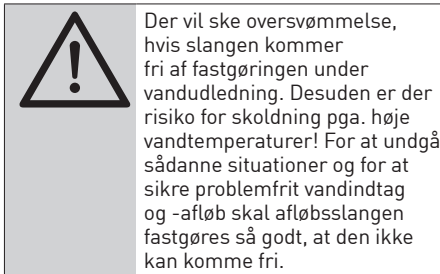 Der vil ske oversvømmelse,
hvis slangen kommer
fri af fastgøringen under
vandudledning. Desuden er der
risiko for skoldning pga. høje
vandtemperaturer! For at undgå
sådanne situationer og for at
sikre problemfrit vandindtag
og -afløb skal afløbsslangen
fastgøres så godt, at den ikke
kan komme fri.